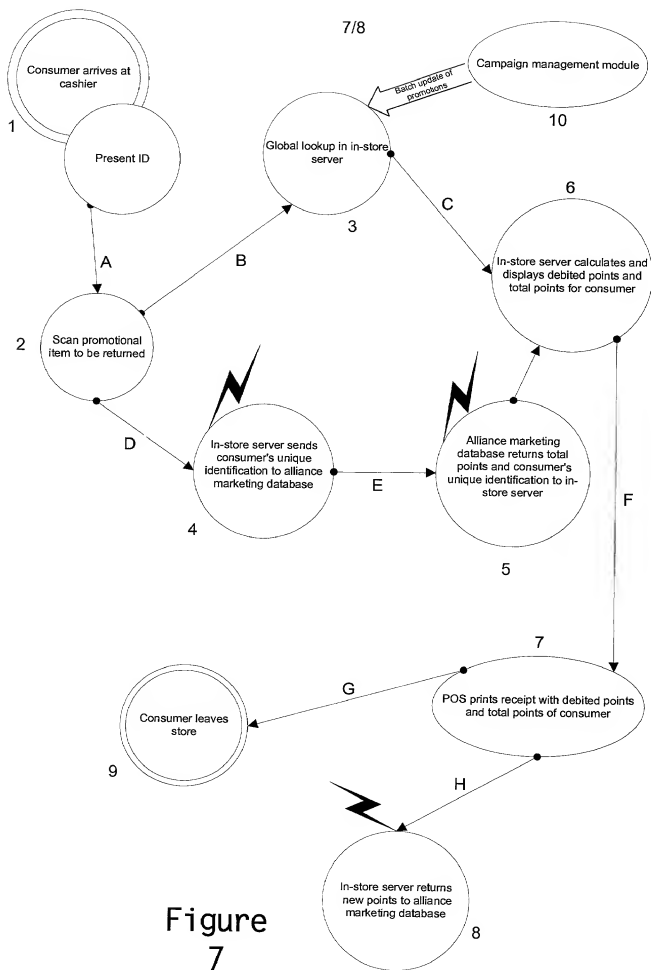 7/8
Consumer arrives at
cashier
1
Present ID
Campaign management module
10
Batch update of
promotions
Global lookup in in-store
server
3
A
B
C
6
In-store server calculates and
displays debited points and
total points for consumer
2
Scan promotional
item to be returned
D
In-store server sends
consumer's unique
identification to alliance
marketing database
4
E
Alliance marketing
database returns total
points and consumer's
unique identification to in-
store server
5
F
7
POS prints receipt with debited points
and total points of consumer
G
Consumer leaves
store
9
H
In-store server returns
new points to alliance
marketing database
8
Figure
7